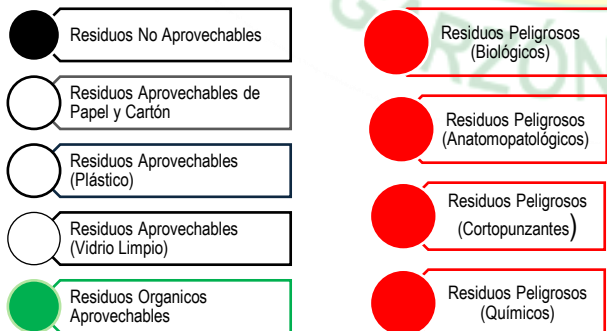 Residuos No Aprovechables
Residuos Aprovechables de
Papel y Cartón
Residuos Aprovechables
(Plástico)
Residuos Aprovechables
(Vidrio Limpio)
Residuos Organicos
Aprovechables
GARZÓN
Residuos Peligrosos
(Biológicos)
Residuos Peligrosos
(Anatomopatológicos)
Residuos Peligrosos
(Cortopunzantes)
Residuos Peligrosos
(Químicos)